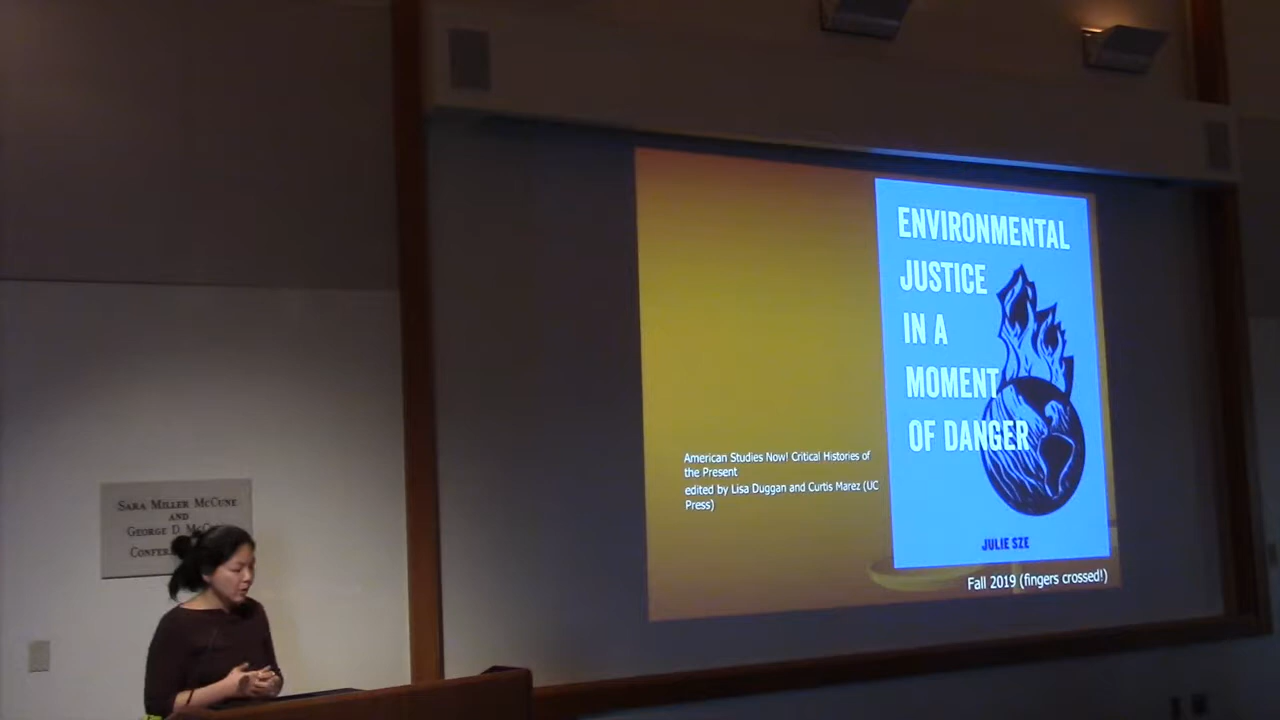 ENVIRONMENTAL
JUSTICE
IN A
MOMENT
OF DANGER
American Studies Now! Critical Histories of
the Present
edited by Lisa Duggan and Curtis Marez (UC
Press)
JULIE SZE
Fall 2019 (fingers crossed!)
SARA MILLER MCCUNE
AND
GEORGE D.